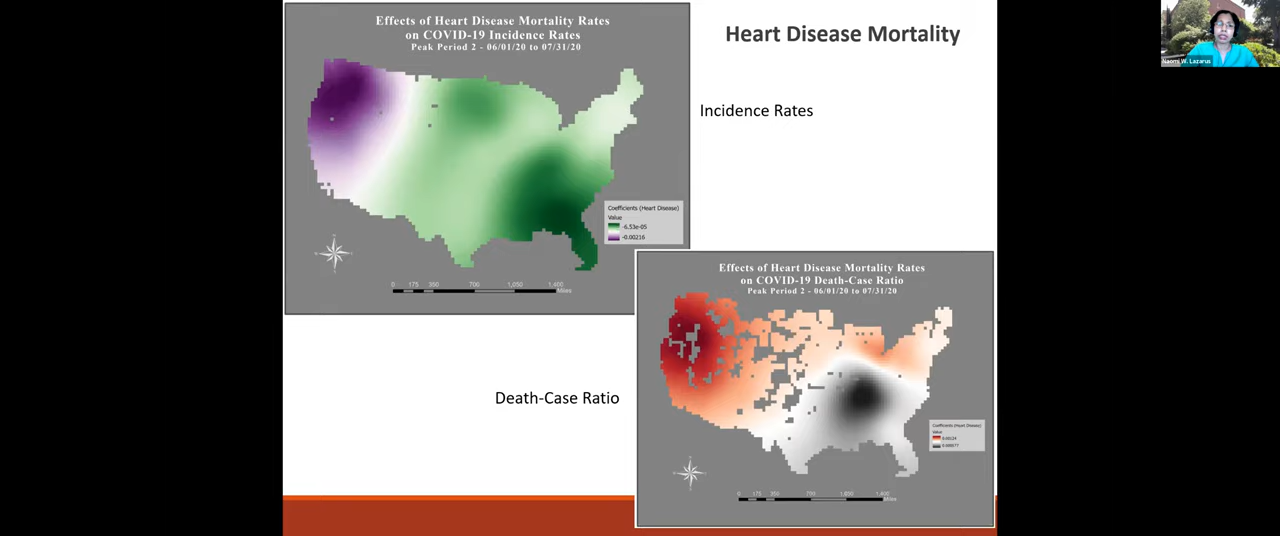 Effects of Heart Disease Mortality Rates
on COVID-19 Incidence Rates
Peak Period 2 - 06/01/20 to 07/31/20
Coefficients (Heart Disease)
Value
-6.53e-05
-0.00216
0 175 350 700 1,050 1,400
Miles
Heart Disease Mortality
Incidence Rates
Naomi W. Lazarus
Death-Case Ratio
Effects of Heart Disease Mortality Rates
on COVID-19 Death-Case Ratio
Peak Period 2 - 06/01/20 to 07/31/20
Coefficients (Heart Disease)
Value
0 175 350 700 1,050 1,400
Miles